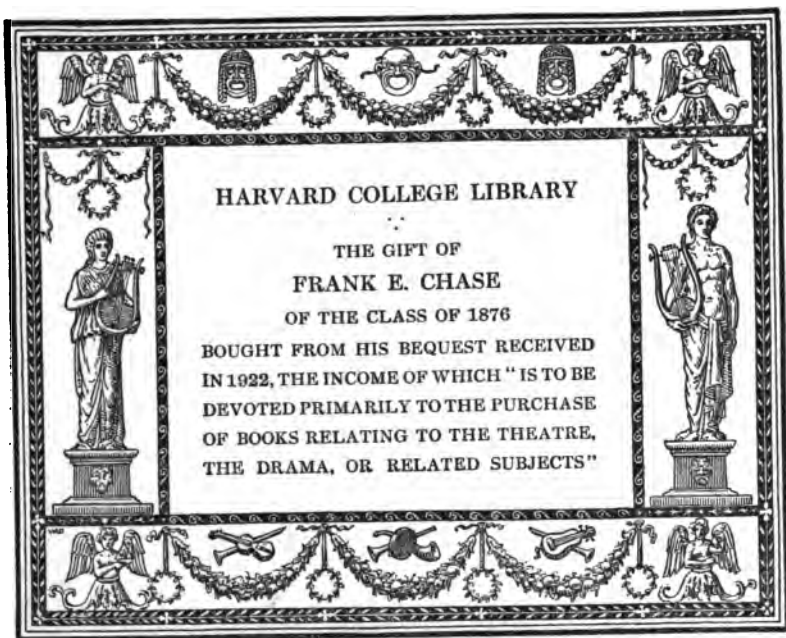 HARVARD COLLEGE LIBRARY
THE GIFT OF
FRANK E. CHASE
OF THE CLASS OF 1876
BOUGHT FROM HIS BEQUEST RECEIVED
IN 1922, THE INCOME OF WHICH "IS TO BE
DEVOTED PRIMARILY TO THE PURCHASE
OF BOOKS RELATING TO THE THEATRE,
THE DRAMA, OR RELATED SUBJECTS"